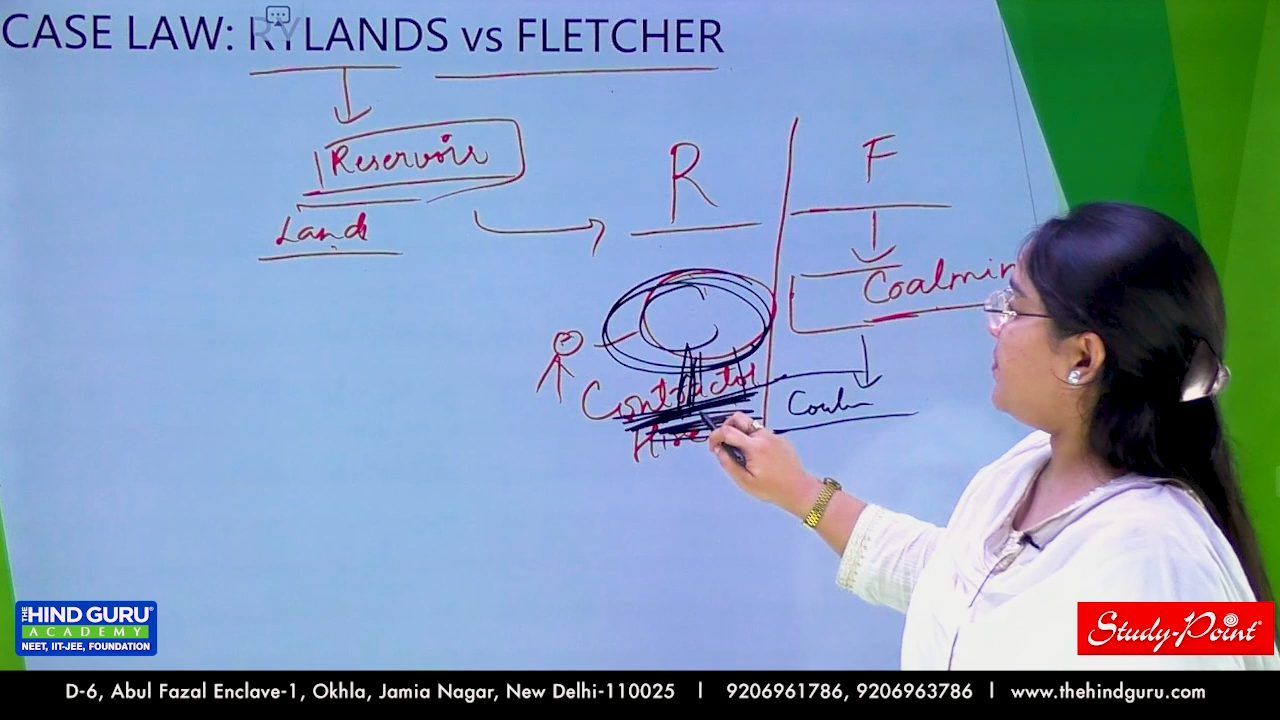 CASE LAW: RYLANDS vs FLETCHER
Reservoir
Land
R
F
Coalmin
Contractor
Hire
THE HIND GURU
ACADEMY
NEET, IIT-JEE, FOUNDATION
Study-Point
D-6, Abul Fazal Enclave-1, Okhla, Jamia Nagar, New Delhi-110025 | 9206961786, 9206963786 | www.thehindguru.com